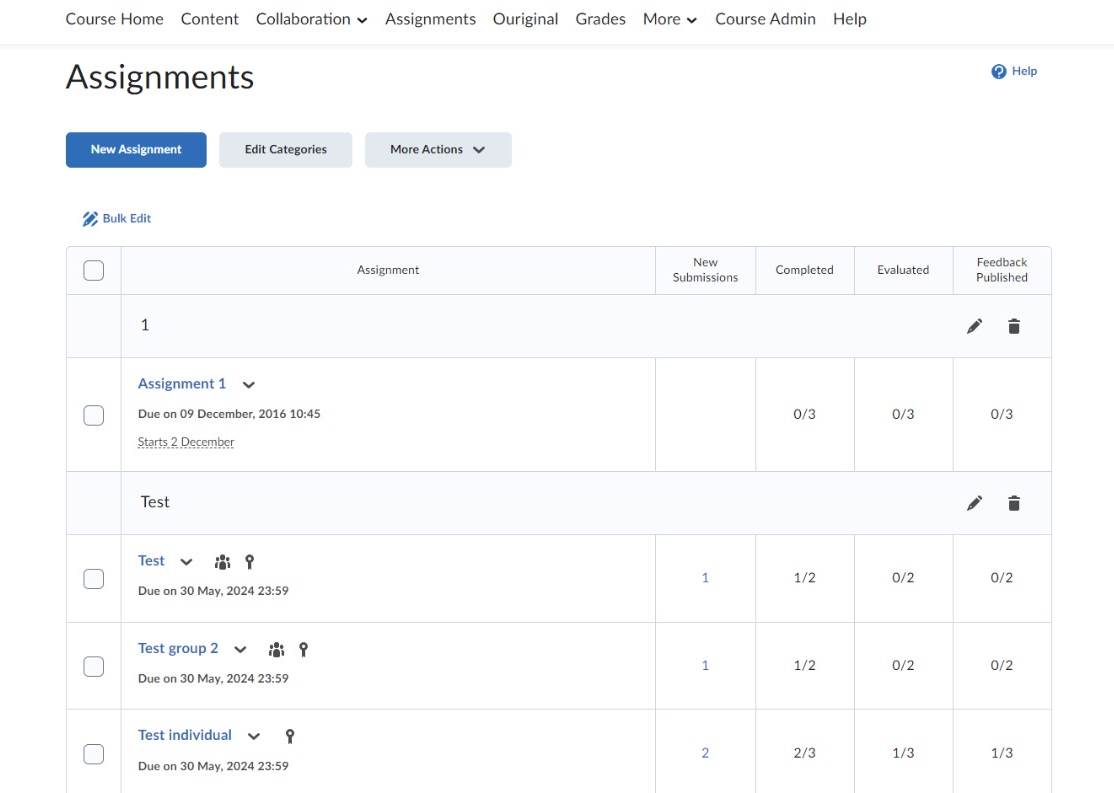 Course Home Content Collaboration Assignments Ouriginal Grades More Course Admin Help
Assignments
Help
New Assignment Edit Categories More Actions
Bulk Edit
Assignment New Submissions Completed Evaluated Feedback Published
1
Assignment 1
Due on 09 December, 2016 10:45
Starts 2 December
0/3 0/3 0/3
Test
Test
Due on 30 May, 2024 23:59
1 1/2 0/2 0/2
Test group 2
Due on 30 May, 2024 23:59
1 1/2 0/2 0/2
Test individual
Due on 30 May, 2024 23:59
2 2/3 1/3 1/3